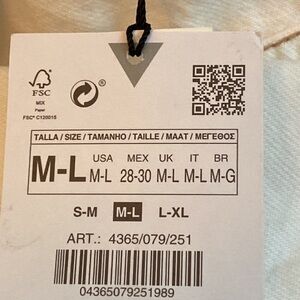 FSC
MIX
Paper
FSC® C120015
TALLA / SIZE / TAMANHO / TAILLE / MAAT / ΜΕΓΕΘΟΣ
M-L
USA MEX UK IT BR
M-L 28-30 M-L M-L M-G
S-M M-L L-XL
ART.: 4365/079/251
04365079251989